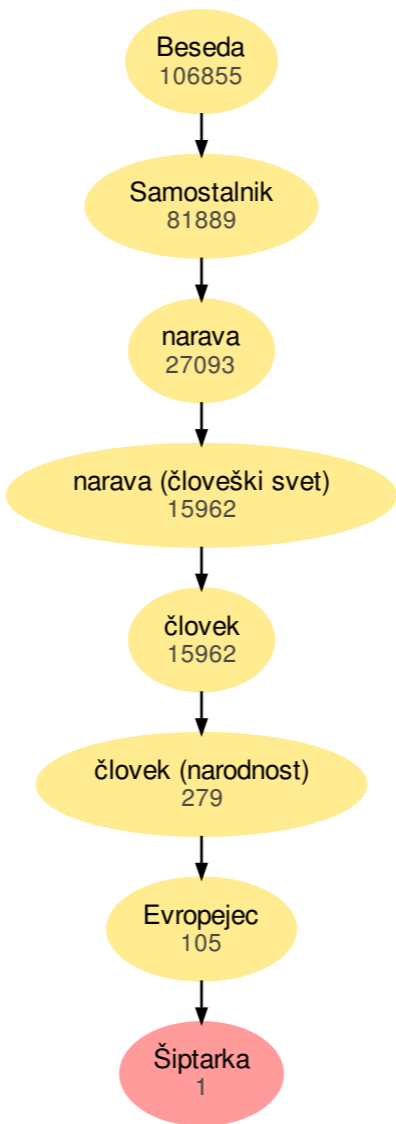 Beseda
106855
Samostalnik
81889
narava
27093
narava (človeški svet)
15962
človek
15962
človek (narodnost)
279
Evropejec
105
Šiptarka
1